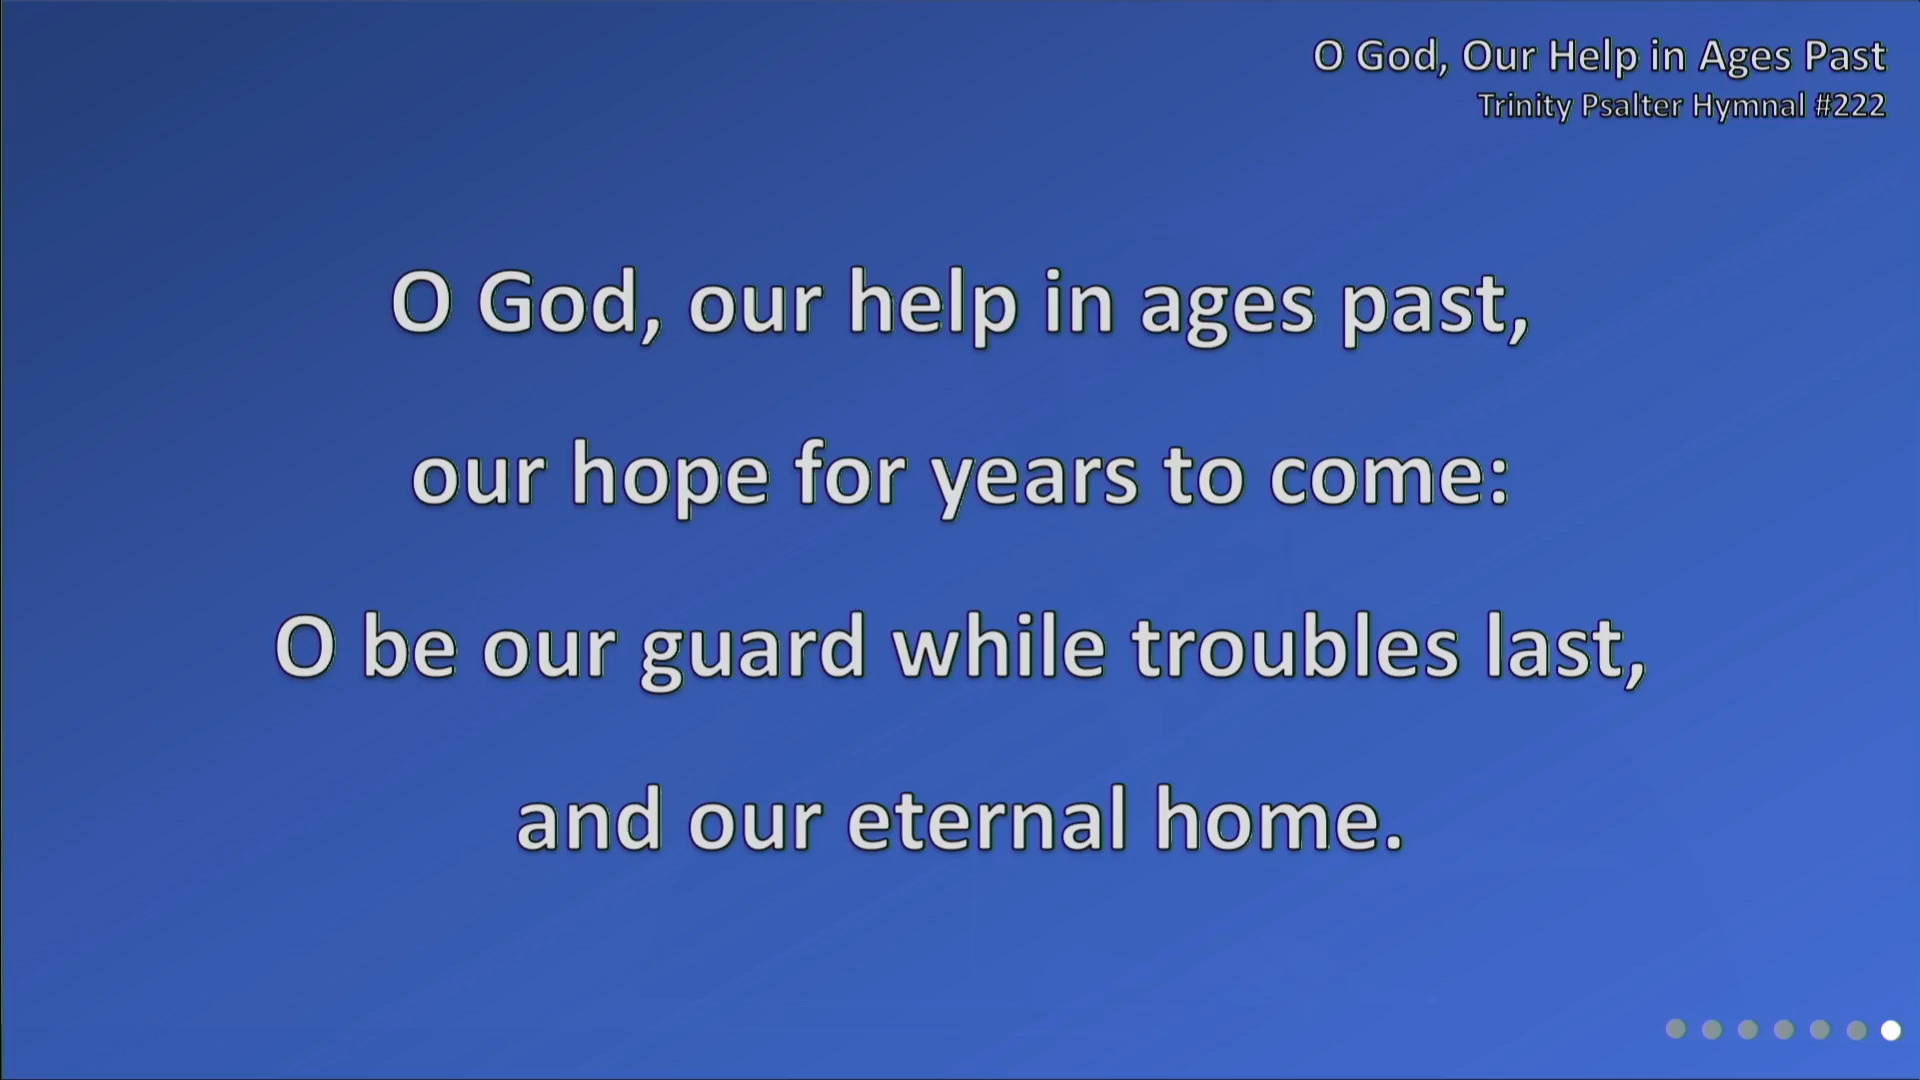 O God, Our Help in Ages Past
Trinity Psalter Hymnal #222
O God, our help in ages past,
our hope for years to come:
O be our guard while troubles last,
and our eternal home.